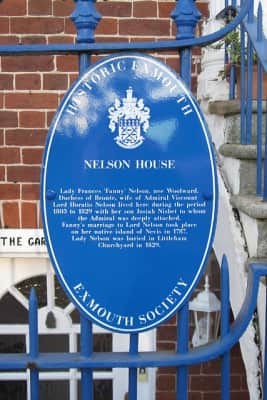 HISTORIC EXMOUTH
NELSON HOUSE
Lady Frances 'Fanny' Nelson, nee Woolward,
Duchess of Bronte, wife of Admiral Viscount
Lord Horatio Nelson lived here during the period
1803 to 1829 with her son Josiah Nisbet to whom
the Admiral was deeply attached.
Fanny's marriage to Lord Nelson took place
on her native island of Nevis in 1787.
Lady Nelson was buried in Littleham
Churchyard in 1829.
EXMOUTH SOCIETY
THE GAR